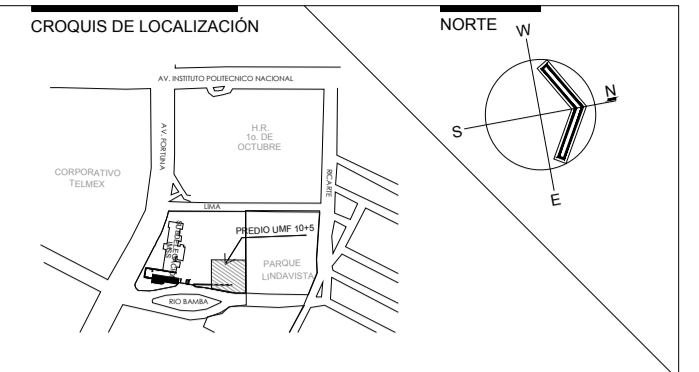 CROQUIS DE LOCALIZACIÓN
NORTE
W
N
S
E
AV. INSTITUTO POLITECNICO NACIONAL
AV. FORTUNA
H.R.
1o. DE
OCTUBRE
CORPORATIVO
TELMEX
RICARTE
LIMA
PREDIO UMF 10+5
IMSS
PARQUE
LINDAVISTA
RIO BAMBA